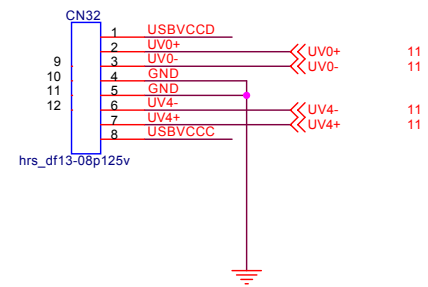 CN32
1 USBVCCD
2 UV0+ UV0+ 11
9 3 UV0- UV0- 11
10 4 GND
11 5 GND
12 6 UV4- UV4- 11
7 UV4+ UV4+ 11
8 USBVCCC
hrs_df13-08p125v